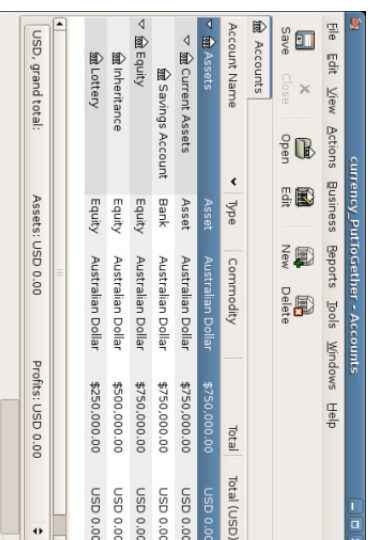 currency_PutToGether - Accounts
File Edit View Actions Business Reports Tools Windows Help
Save Close Open Edit New Delete
Accounts
Account Name Type Commodity Total Total (USD)
Assets Asset Australian Dollar $750,000.00 USD 0.00
Current Assets Asset Australian Dollar $750,000.00 USD 0.00
Savings Account Bank Australian Dollar $750,000.00 USD 0.00
Equity Equity Australian Dollar $750,000.00 USD 0.00
Inheritance Equity Australian Dollar $500,000.00 USD 0.00
Lottery Equity Australian Dollar $250,000.00 USD 0.00
USD, grand total: Assets: USD 0.00 Profits: USD 0.00